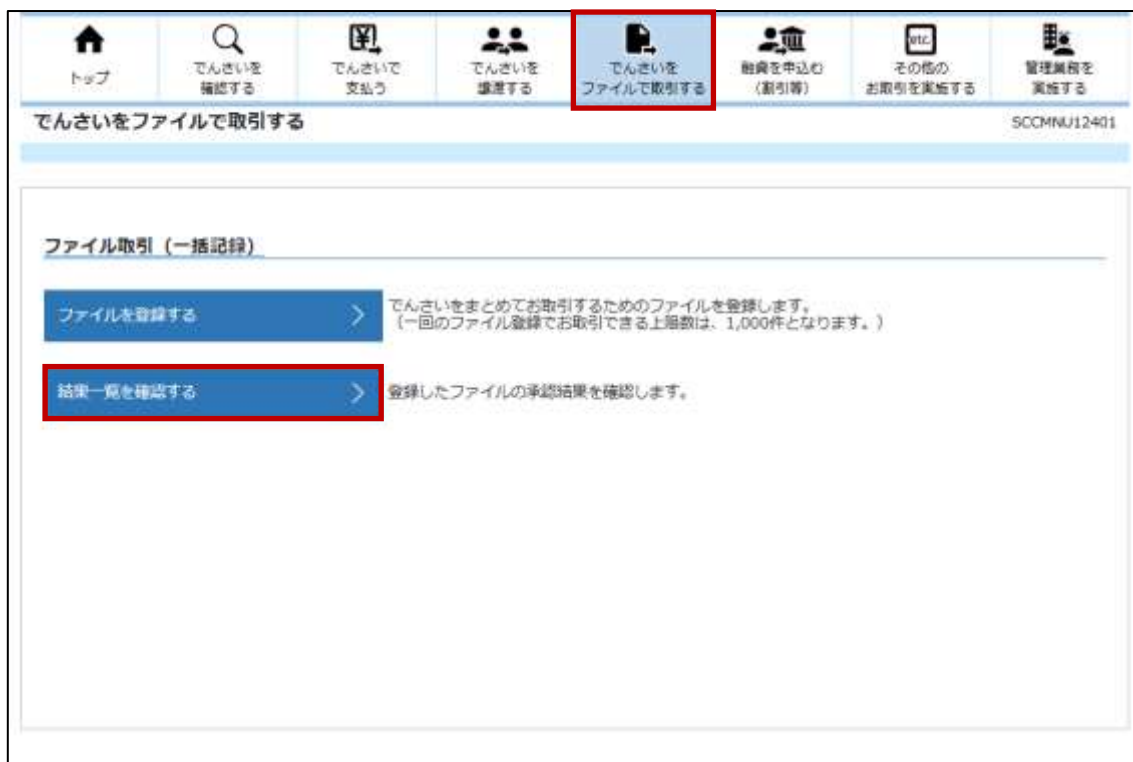 トップ
でんさいを
確認する
でんさいで
支払う
でんさいを
譲渡する
でんさいを
ファイルで取引する
融資を申込む
(割引等)
etc.
その他の
お取引を実施する
管理業務を
実施する
でんさいをファイルで取引する
SCCMNU12401
ファイル取引（一括記録）
ファイルを登録する
でんさいをまとめてお取引するためのファイルを登録します。
（一回のファイル登録でお取引できる上限数は、1,000件となります。）
結果一覧を確認する
登録したファイルの承認結果を確認します。